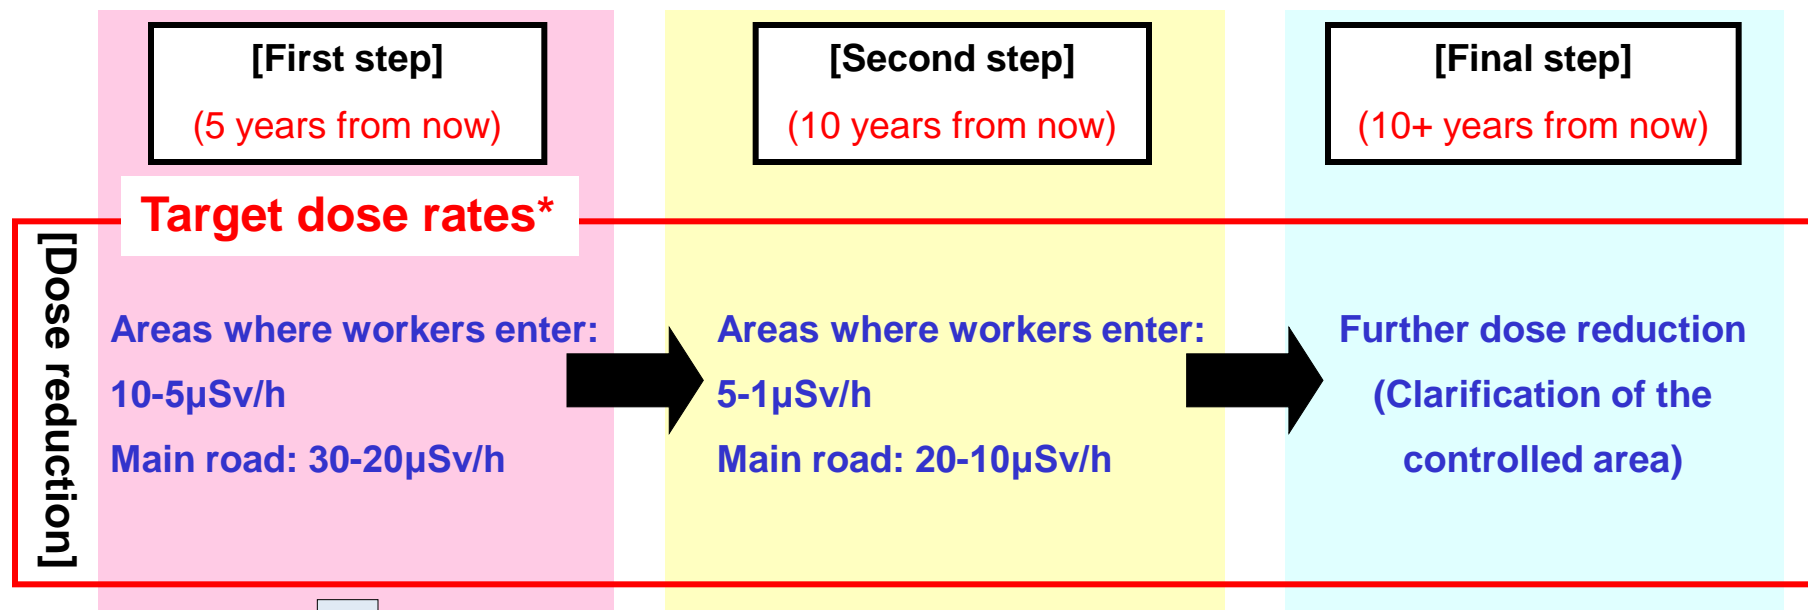 [First step]
(5 years from now)
[Second step]
(10 years from now)
[Final step]
(10+ years from now)
Target dose rates*
[Dose reduction]
Areas where workers enter:
10-5μSv/h
Main road: 30-20μSv/h
Areas where workers enter:
5-1μSv/h
Main road: 20-10μSv/h
Further dose reduction
(Clarification of the
controlled area)